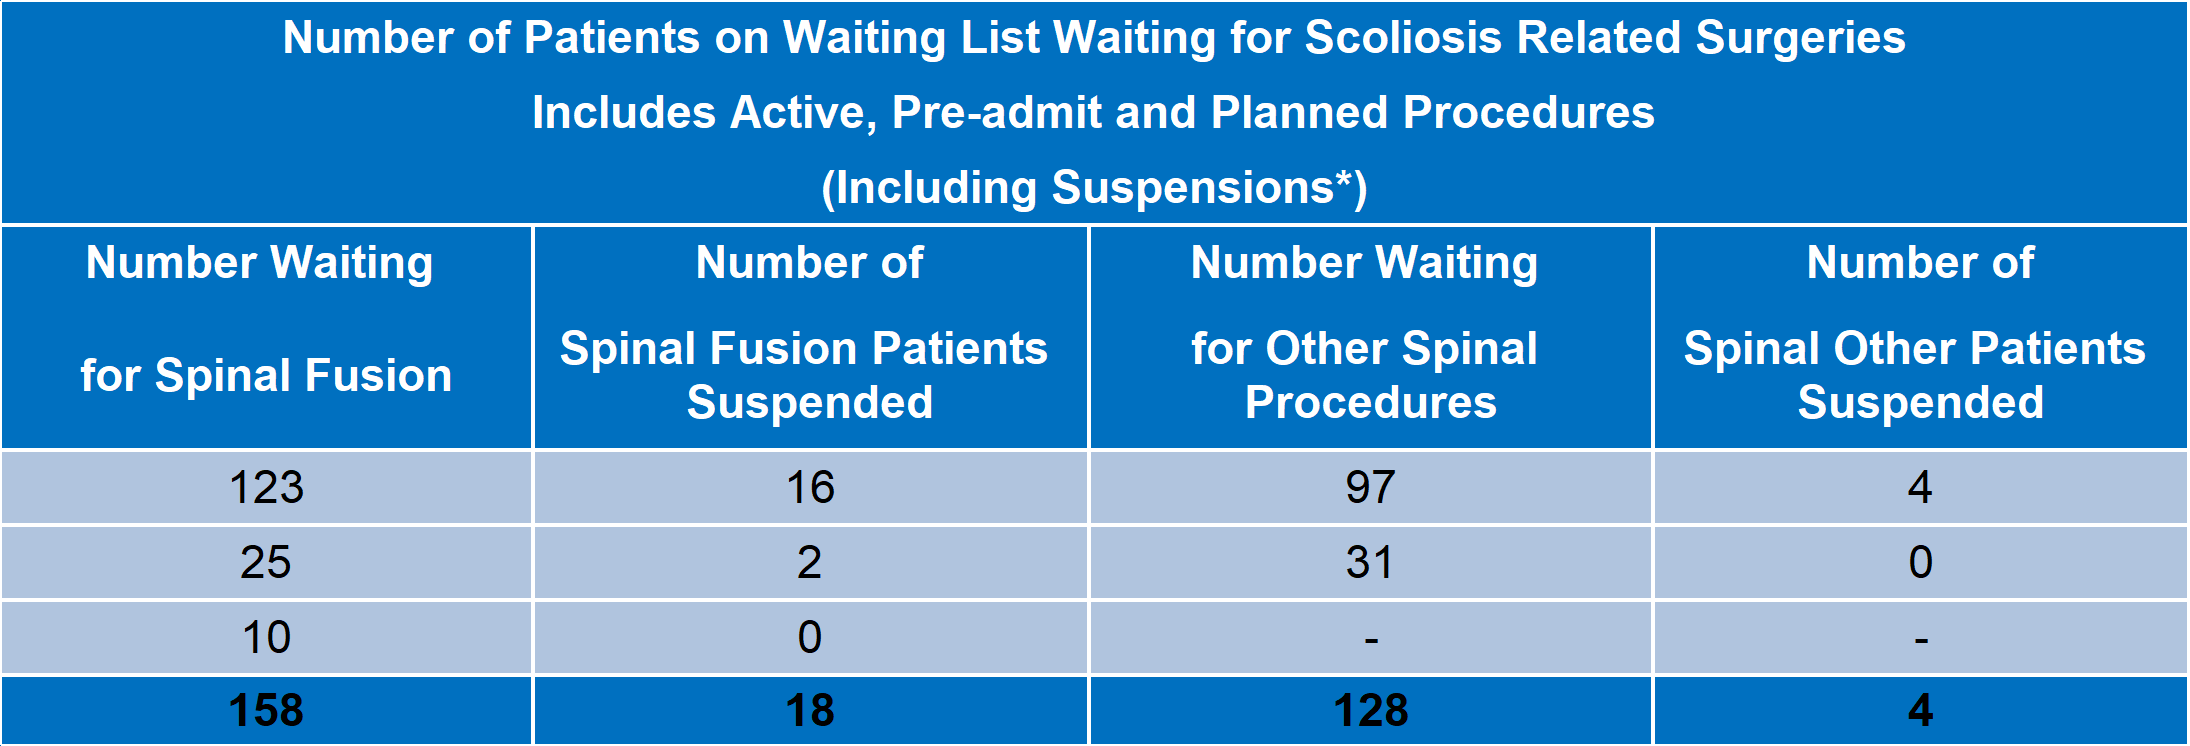 Number of Patients on Waiting List Waiting for Scoliosis Related Surgeries
Includes Active, Pre-admit and Planned Procedures
(Including Suspensions*)
Number Waiting
for Spinal Fusion
Number of
Spinal Fusion Patients
Suspended
Number Waiting
for Other Spinal
Procedures
Number of
Spinal Other Patients
Suspended
123 16 97 4
25 2 31 0
10 0 - -
158 18 128 4